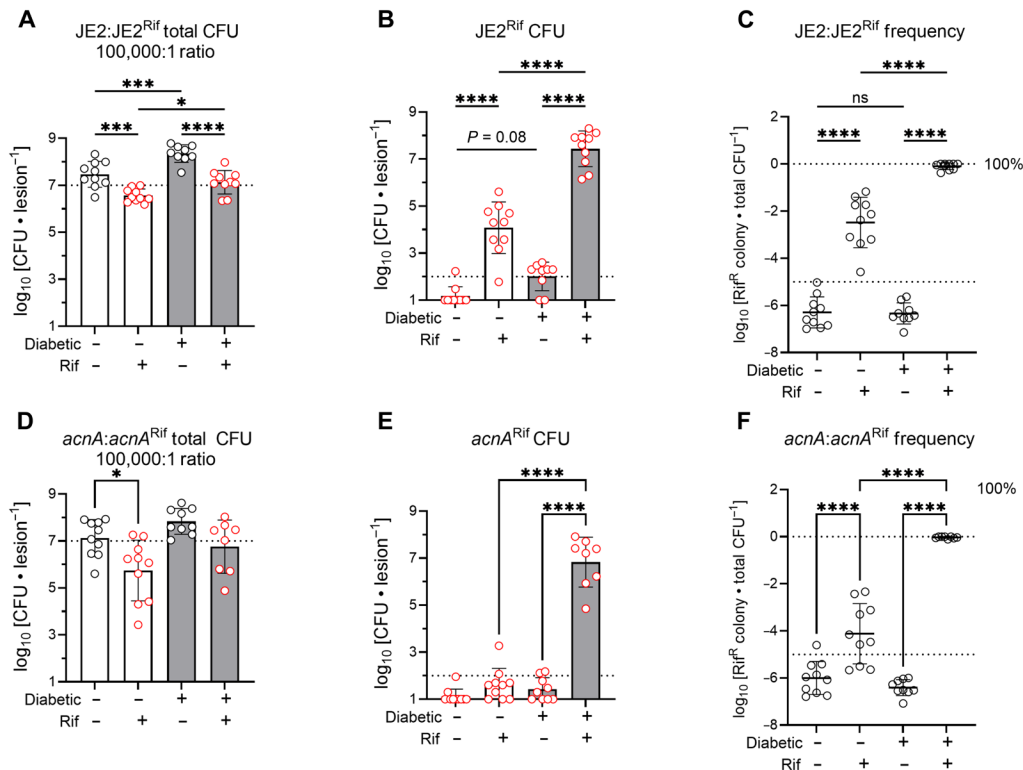 A
JE2:JE2^Rif total CFU
100,000:1 ratio
***
*
***
****
log₁₀ [CFU • lesion⁻¹]
9
7
5
3
1
Diabetic – – + +
Rif – + – +
B
JE2^Rif CFU
****
****
****
P = 0.08
log₁₀ [CFU • lesion⁻¹]
9
7
5
3
1
Diabetic – – + +
Rif – + – +
C
JE2:JE2^Rif frequency
****
ns
****
****
log₁₀ [Rif^R colony • total CFU⁻¹]
2
0
–2
–4
–6
–8
100%
Diabetic – – + +
Rif – + – +
D
acnA:acnA^Rif total CFU
100,000:1 ratio
*
log₁₀ [CFU • lesion⁻¹]
9
7
5
3
1
Diabetic – – + +
Rif – + – +
E
acnA^Rif CFU
****
****
log₁₀ [CFU • lesion⁻¹]
9
7
5
3
1
Diabetic – – + +
Rif – + – +
F
acnA:acnA^Rif frequency
****
****
****
100%
log₁₀ [Rif^R colony • total CFU⁻¹]
2
0
–2
–4
–6
–8
Diabetic – – + +
Rif – + – +